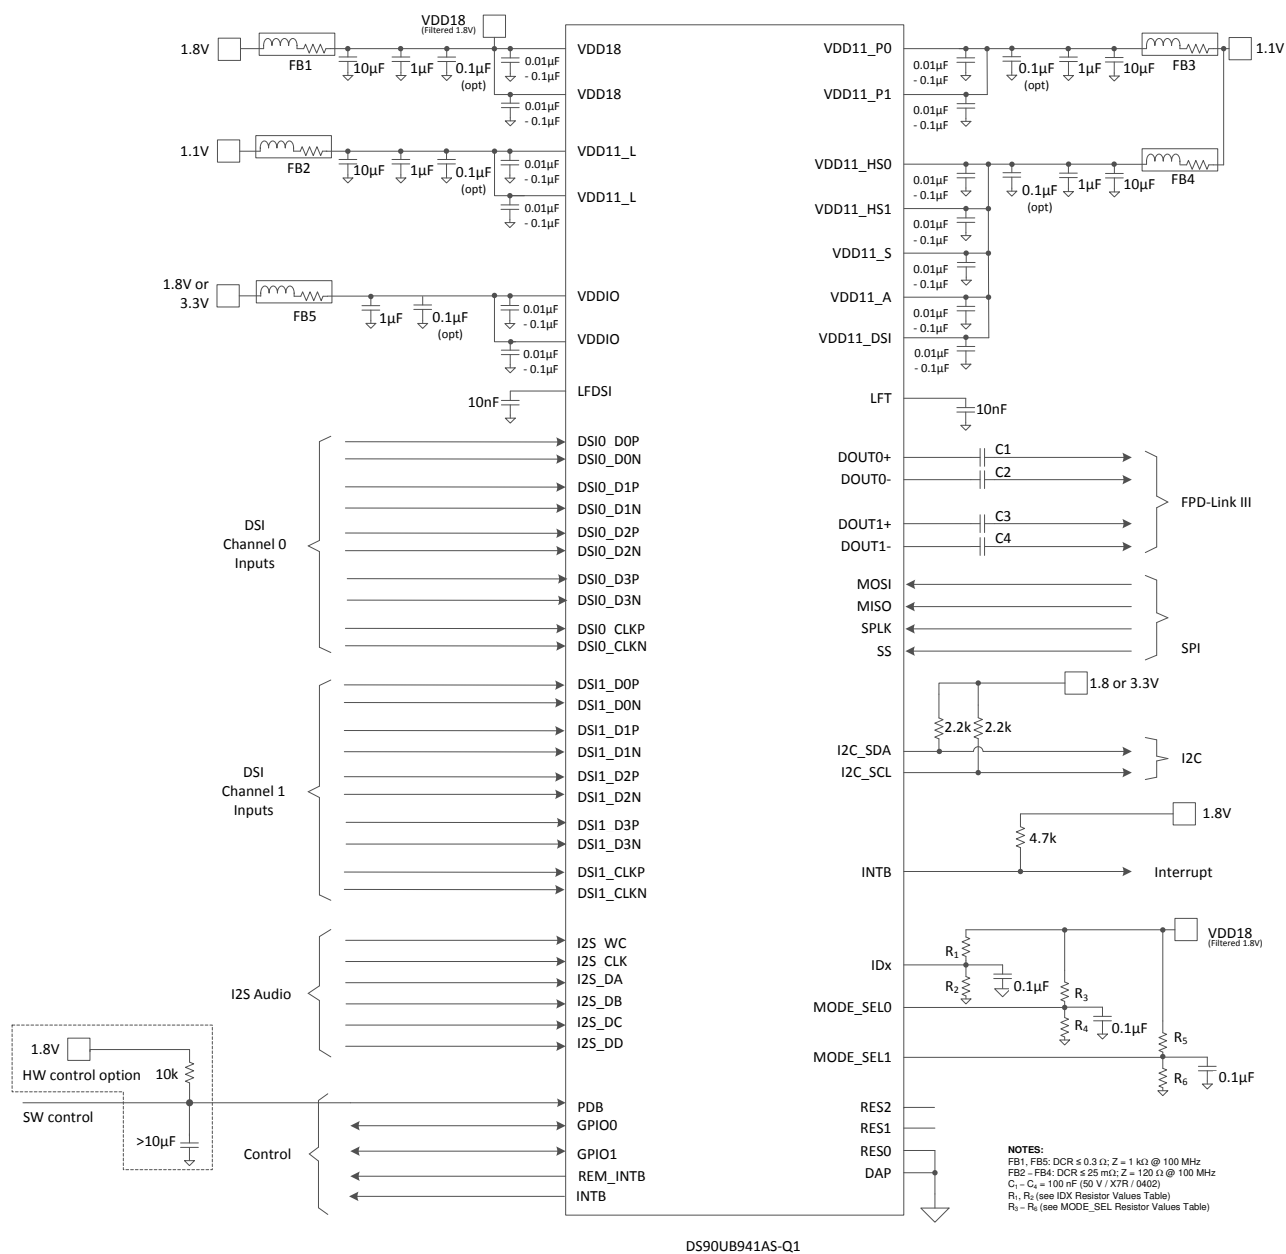 VDD18
(Filtered 1.8V)
1.8V
FB1
10µF
1µF
0.1µF
(opt)
0.01µF
- 0.1µF
VDD18
0.01µF
- 0.1µF
VDD18
1.1V
FB2
10µF
1µF
0.1µF
(opt)
0.01µF
- 0.1µF
VDD11_L
0.01µF
- 0.1µF
VDD11_L
1.8V or
3.3V
FB5
1µF
0.1µF
(opt)
0.01µF
- 0.1µF
VDDIO
0.01µF
- 0.1µF
VDDIO
10nF
LFDSI
DSI
Channel 0
Inputs
DSI0_D0P
DSI0_D0N
DSI0_D1P
DSI0_D1N
DSI0_D2P
DSI0_D2N
DSI0_D3P
DSI0_D3N
DSI0_CLKP
DSI0_CLKN
DSI
Channel 1
Inputs
DSI1_D0P
DSI1_D0N
DSI1_D1P
DSI1_D1N
DSI1_D2P
DSI1_D2N
DSI1_D3P
DSI1_D3N
DSI1_CLKP
DSI1_CLKN
I2S Audio
I2S_WC
I2S_CLK
I2S_DA
I2S_DB
I2S_DC
I2S_DD
1.8V
HW control option
10k
SW control
>10µF
Control
PDB
GPIO0
GPIO1
REM_INTB
INTB
VDD11_P0
0.01µF
- 0.1µF
0.1µF
(opt)
1µF
10µF
FB3
1.1V
VDD11_P1
0.01µF
- 0.1µF
VDD11_HS0
0.01µF
- 0.1µF
0.1µF
(opt)
1µF
10µF
FB4
VDD11_HS1
0.01µF
- 0.1µF
VDD11_S
0.01µF
- 0.1µF
VDD11_A
0.01µF
- 0.1µF
VDD11_DSI
0.01µF
- 0.1µF
LFT
10nF
DOUT0+
C1
DOUT0-
C2
DOUT1+
C3
DOUT1-
C4
FPD-Link III
MOSI
MISO
SPLK
SS
SPI
1.8 or 3.3V
2.2k
2.2k
I2C_SDA
I2C_SCL
I2C
1.8V
4.7k
INTB
Interrupt
VDD18
(Filtered 1.8V)
IDx
R1
R2
0.1µF
MODE_SEL0
R3
R4
0.1µF
MODE_SEL1
R5
R6
0.1µF
RES2
RES1
RES0
DAP
NOTES:
FB1, FB5: DCR ≤ 0.3 Ω; Z = 1 kΩ @ 100 MHz
FB2 – FB4: DCR ≤ 25 mΩ; Z = 120 Ω @ 100 MHz
C1 – C4 = 100 nF (50 V / X7R / 0402)
R1, R2 (see IDX Resistor Values Table)
R3 – R6 (see MODE_SEL Resistor Values Table)
DS90UB941AS-Q1